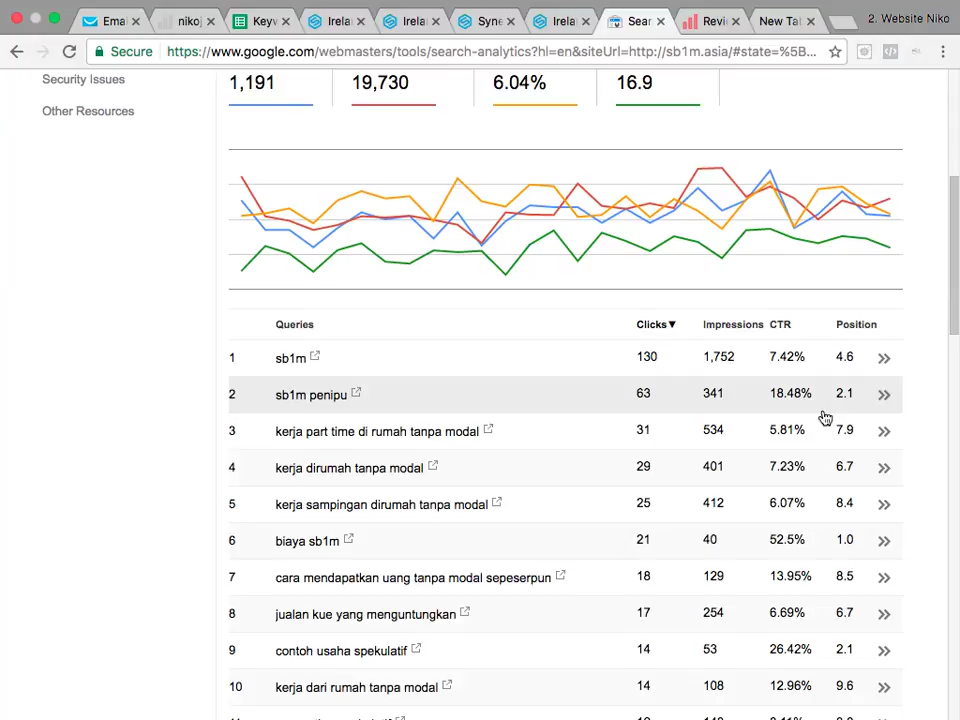 Emai
nikoj
Keyv
Irelan
Irelan
Syne
Irelan
Sear
Revi
New Tab
2. Website Niko
Secure
https://www.google.com/webmasters/tools/search-analytics?hl=en&siteUrl=http://sb1m.asia/#state=%5B...
Security Issues
Other Resources
1,191 19,730 6.04% 16.9
Queries Clicks▼ Impressions CTR Position
1 sb1m 130 1,752 7.42% 4.6 »
2 sb1m penipu 63 341 18.48% 2.1 »
3 kerja part time di rumah tanpa modal 31 534 5.81% 7.9 »
4 kerja dirumah tanpa modal 29 401 7.23% 6.7 »
5 kerja sampingan dirumah tanpa modal 25 412 6.07% 8.4 »
6 biaya sb1m 21 40 52.5% 1.0 »
7 cara mendapatkan uang tanpa modal sepeserpun 18 129 13.95% 8.5 »
8 jualan kue yang menguntungkan 17 254 6.69% 6.7 »
9 contoh usaha spekulatif 14 53 26.42% 2.1 »
10 kerja dari rumah tanpa modal 14 108 12.96% 9.6 »